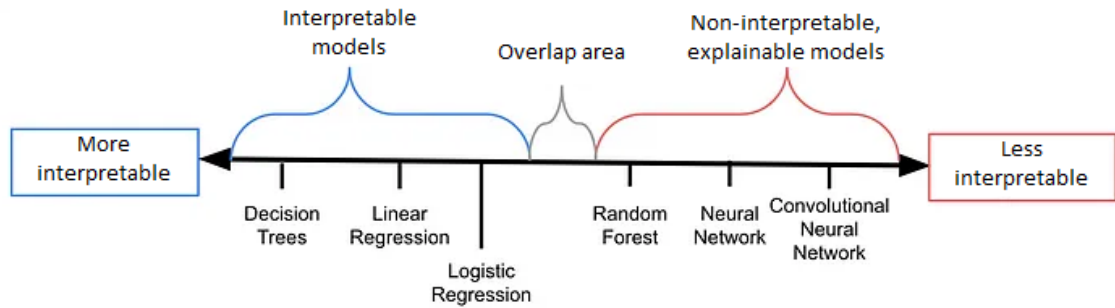 Interpretable
models
Overlap area
Non-interpretable,
explainable models
More
interpretable
Less
interpretable
Decision
Trees
Linear
Regression
Logistic
Regression
Random
Forest
Neural
Network
Convolutional
Neural
Network